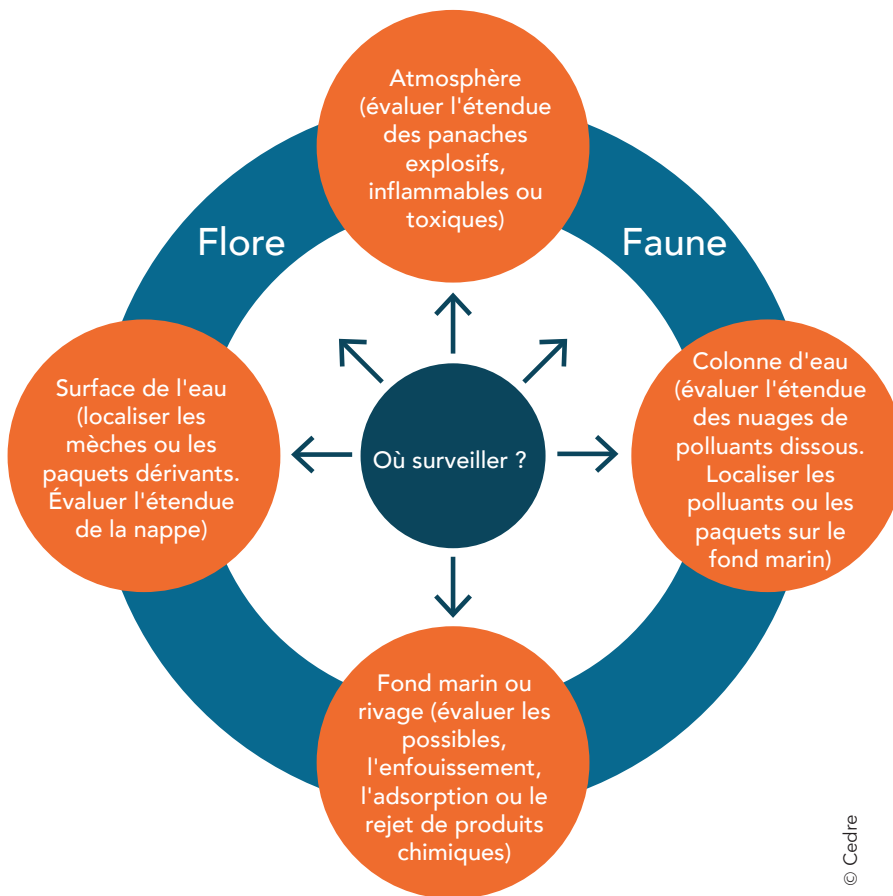 Atmosphère
(évaluer l'étendue
des panaches
explosifs,
inflammables ou
toxiques)
Flore
Faune
Surface de l'eau
(localiser les
mèches ou les
paquets dérivants.
Évaluer l'étendue
de la nappe)
Où surveiller ?
Colonne d'eau
(évaluer l'étendue
des nuages de
polluants dissous.
Localiser les
polluants ou les
paquets sur le
fond marin)
Fond marin ou
rivage (évaluer les
possibles,
l'enfouissement,
l'adsorption ou le
rejet de produits
chimiques)
© Cedre